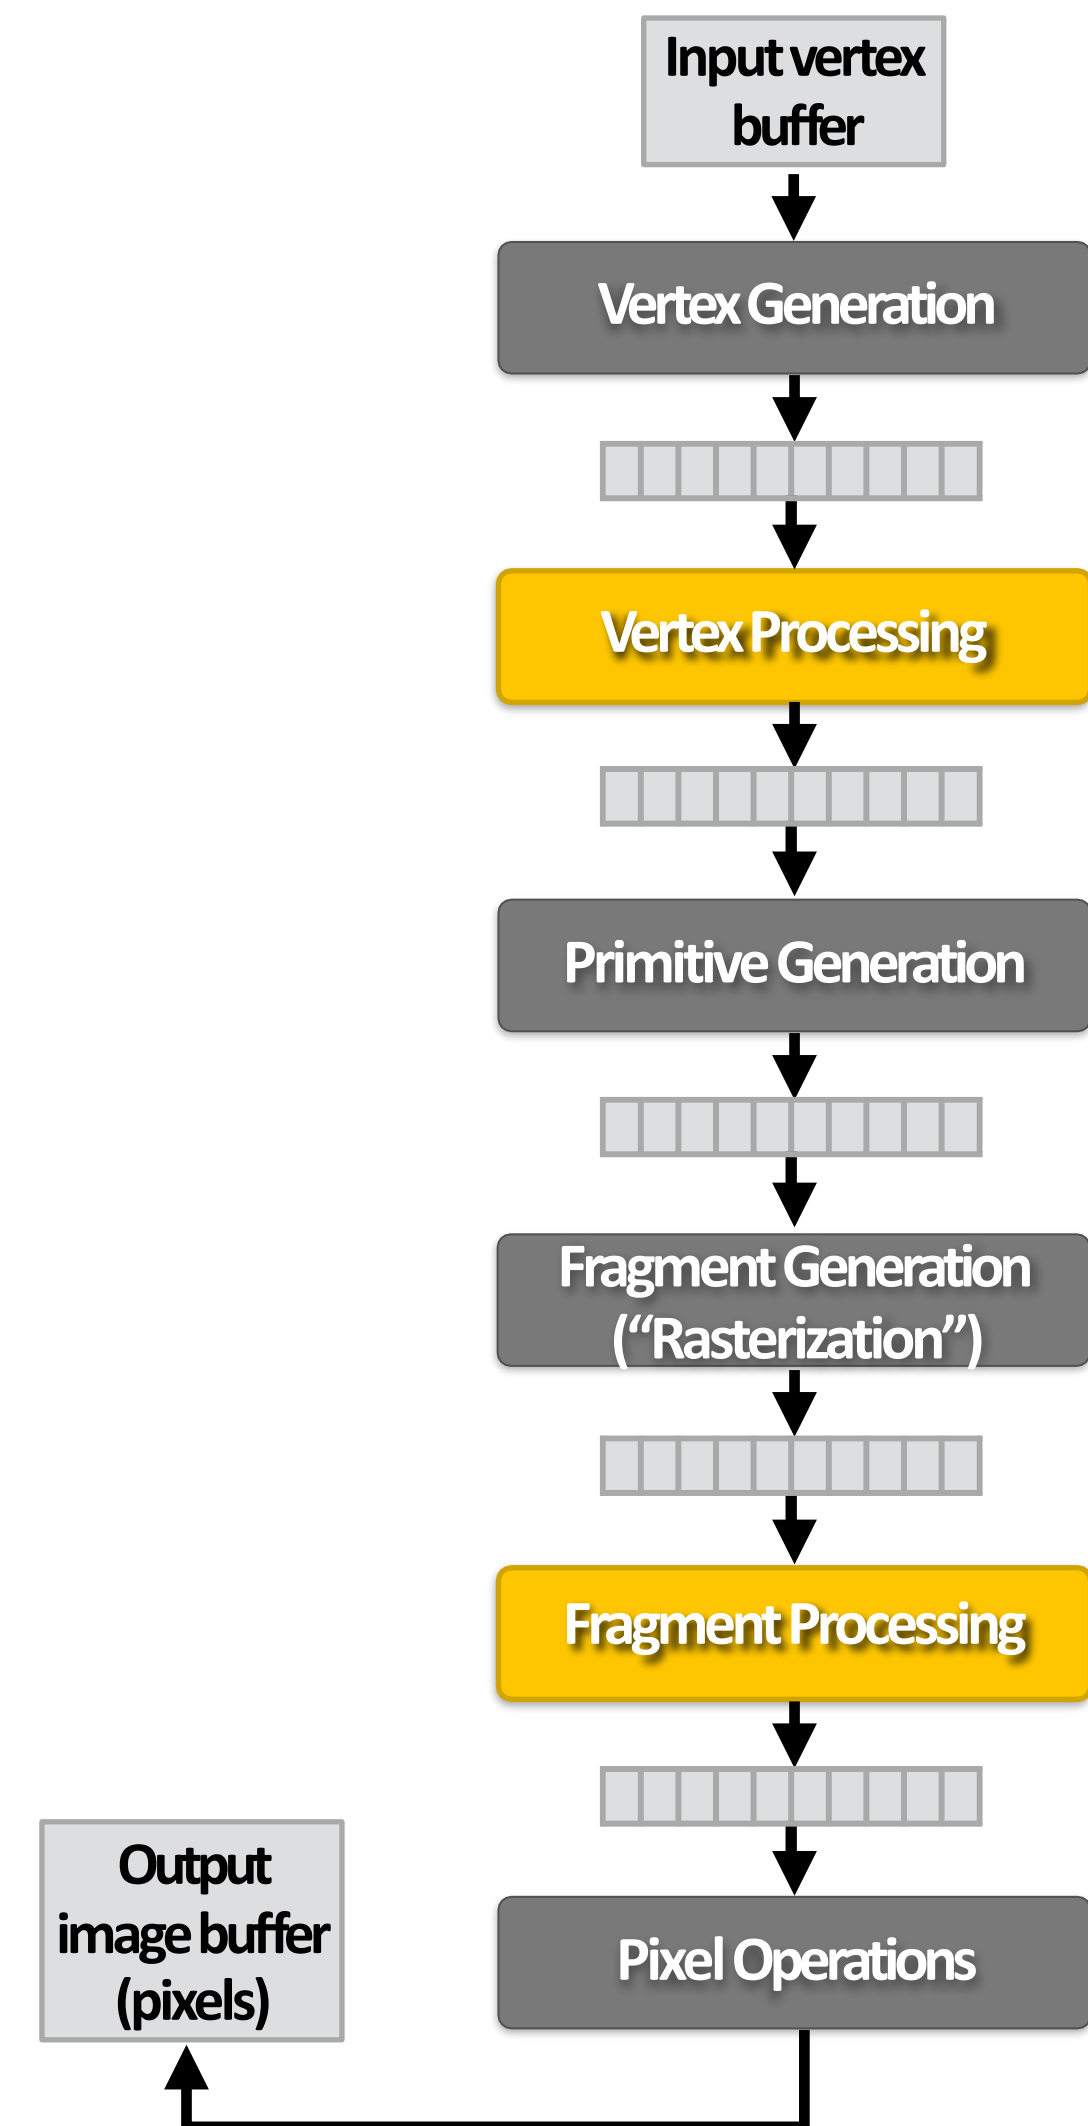 Input vertex
buffer
Vertex Generation
Vertex Processing
Primitive Generation
Fragment Generation
(“Rasterization”)
Fragment Processing
Output
image buffer
(pixels)
Pixel Operations